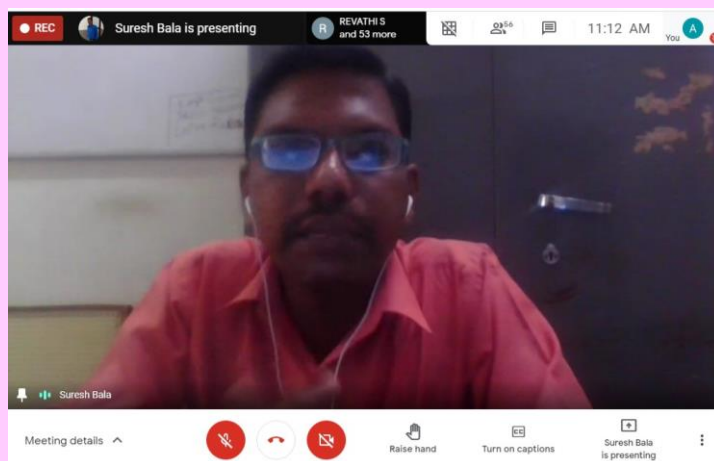 REC
Suresh Bala is presenting
R
REVATHI S
and 53 more
56
11:12 AM
You
A
Suresh Bala
Meeting details
Raise hand
CC
Turn on captions
Suresh Bala
is presenting